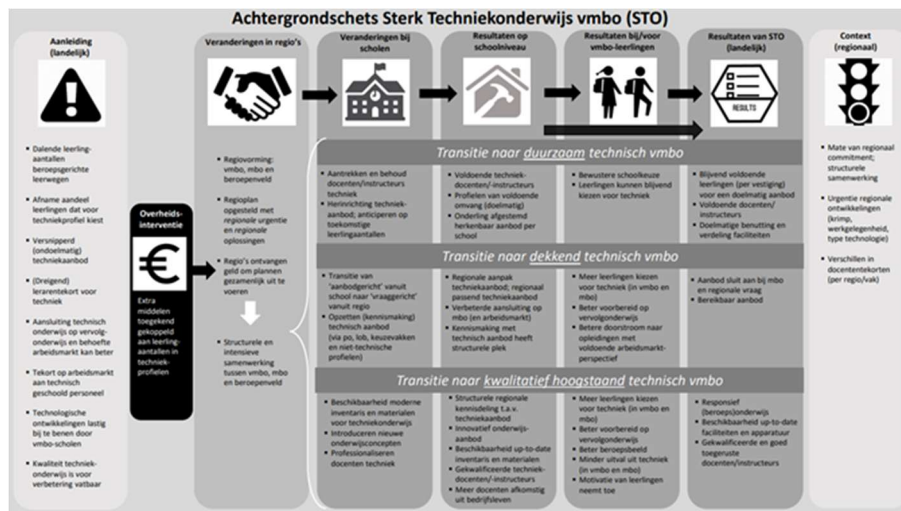 Achtergrondschets Sterk Techniekonderwijs vmbo (STO)
Aanleiding
(landelijk)
Dalende leerling-
aantallen
beroepsgerichte
leerwegen
Afname aandeel
leerlingen dat voor
techniekprofiel kiest
Versnipperd
(ondoelmatig)
techniekaanbod
(Dreigend)
lerarentekort voor
techniek
Aansluiting technisch
onderwijs op vervolg-
onderwijs en behoefte
arbeidsmarkt kan beter
Tekort op arbeidsmarkt
aan technisch
geschoold personeel
Technologische
ontwikkelingen lastig
bij te benen door
vmbo-scholen
Kwaliteit techniek-
onderwijs is voor
verbetering vatbaar
Overheids-
interventie
€
Extra
middelen
toegekend
gekoppeld
aan leerling-
aantallen in
techniek-
profielen
Veranderingen in regio's
Regiovorming:
vmbo, mbo en
beroepenveld
Regioplan
opgesteld met
regionale urgentie
en regionale
oplossingen
Regio's ontvangen
geld om plannen
gezamenlijk uit te
voeren
Structurele en
intensieve
samenwerking
tussen vmbo, mbo
en beroepenveld
Veranderingen bij
scholen
Resultaten op
schoolniveau
Resultaten bij/voor
vmbo-leerlingen
Resultaten van STO
(landelijk)
RESULTS
Transitie naar duurzaam technisch vmbo
Aantrekken en behoud
docenten/instructeurs
techniek
Herinrichting techniek-
aanbod; anticiperen op
toekomstige
leerlingaantallen
Voldoende techniek-
docenten/-instructeurs
Profielen van voldoende
omvang (doelmatig)
Onderling afgestemd
herkenbaar aanbod per
school
Bewustere schoolkeuze
Leerlingen kunnen blijvend
kiezen voor techniek
Blijvend voldoende
leerlingen (per vestiging) voor
een doelmatig aanbod
Voldoende docenten/
instructeurs
Doelmatige benutting en
verdeling faciliteiten
Transitie naar dekkend technisch vmbo
Transitie van
'aanbodgericht' vanuit
school naar 'vraaggericht'
vanuit regio
Opzetten (kennismaking)
technisch aanbod
(via po, lob, keuzevakken
en niet-technische
profielen)
Regionale aanpak
techniekaanbod; regionaal
passend techniekaanbod
Verbeterde aansluiting op
mbo (en arbeidsmarkt)
Kennismaking met
technisch aanbod heeft
structurele plek
Meer leerlingen kiezen
voor techniek (in vmbo en
mbo)
Beter voorbereid op
vervolgonderwijs
Betere doorstroom naar
opleidingen met
voldoende arbeidsmarkt-
perspectief
Aanbod sluit aan bij mbo
en regionale vraag
Bereikbaar aanbod
Transitie naar kwalitatief hoogstaand technisch vmbo
Beschikbaarheid moderne
inventaris en materialen
voor techniekonderwijs
Introduceren nieuwe
onderwijsconcepten
Professionaliseren
docenten techniek
Structurele regionale
kennisdeling t.a.v.
techniekaanbod
Innovatief onderwijs-
aanbod
Beschikbaarheid up-to-date
inventaris en materialen
Gekwalificeerde techniek-
docenten/-instructeurs
Meer docenten afkomstig
uit bedrijfsleven
Meer leerlingen kiezen
voor techniek (in vmbo en
mbo)
Beter voorbereid op
vervolgonderwijs
Beter beroepsbeeld
Minder uitval uit techniek
(in vmbo en mbo)
Motivatie van leerlingen
neemt toe
Responsief
(beroeps)onderwijs
Beschikbaarheid up-to-date
faciliteiten en apparatuur
Gekwalificeerde en goed
toegeruste
docenten/instructeurs
Context
(regionaal)
Mate van regionaal
commitment;
structurele
samenwerking
Urgentie regionale
ontwikkelingen
(krimp,
werkgelegenheid,
type technologie)
Verschillen in
docententekorten
(per regio/vak)